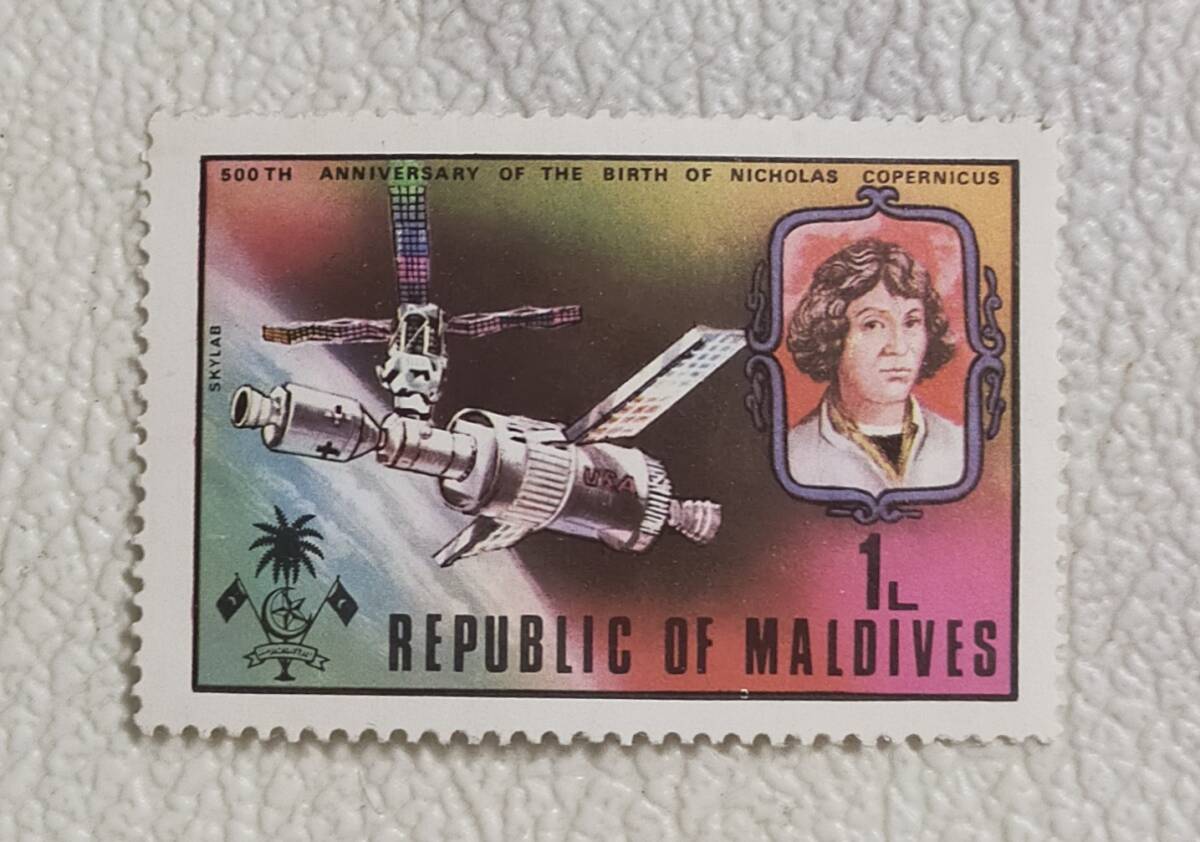 500TH ANNIVERSARY OF THE BIRTH OF NICHOLAS COPERNICUS
SKYLAB
USA
1L
REPUBLIC OF MALDIVES